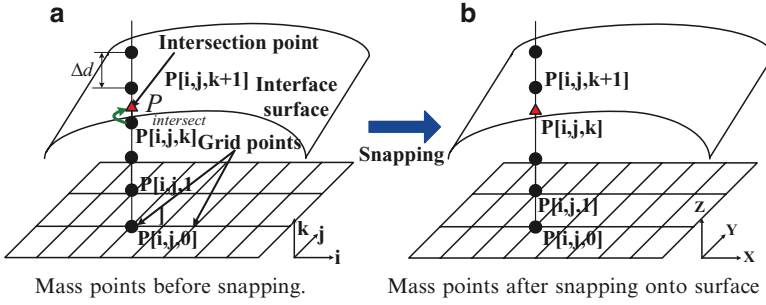 a
Intersection point
Δd
P[i,j,k+1]
P intersect
Interface
surface
P[i,j,k]
Grid points
P[i,j,1
]
P[i,j,0]
k
j
i
Mass points before snapping.
Snapping
b
P[i,j,k+1]
P[i,j,k]
P[i,j,1]
P[i,j,0]
Z
Y
X
Mass points after snapping onto surface